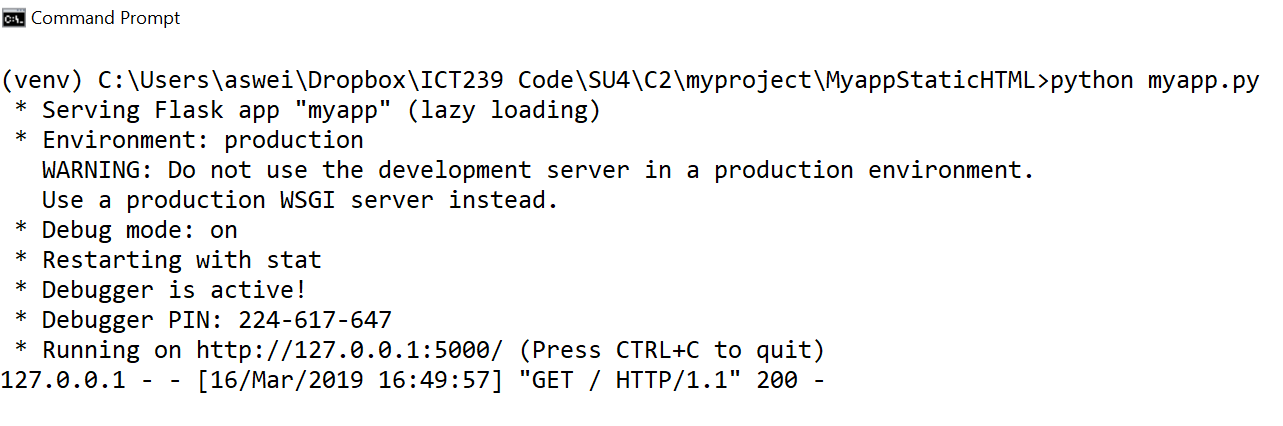 Command Prompt
(venv) C:\Users\aswei\Dropbox\ICT239 Code\SU4\C2\myproject\MyappStaticHTML>python myapp.py
 * Serving Flask app "myapp" (lazy loading)
 * Environment: production
   WARNING: Do not use the development server in a production environment.
   Use a production WSGI server instead.
 * Debug mode: on
 * Restarting with stat
 * Debugger is active!
 * Debugger PIN: 224-617-647
 * Running on http://127.0.0.1:5000/ (Press CTRL+C to quit)
127.0.0.1 - - [16/Mar/2019 16:49:57] "GET / HTTP/1.1" 200 -